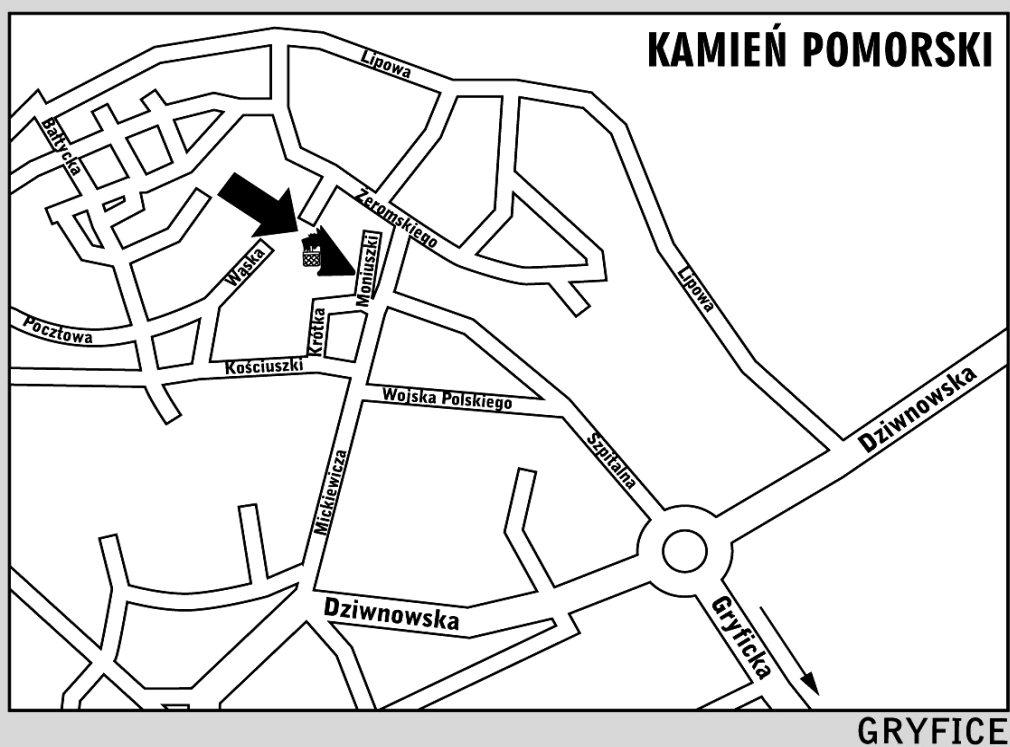 KAMIEŃ POMORSKI
Lipowa
Bałtycka
Żeromskiego
Moniuszki
Wąska
Lipowa
Pocztowa
Krótka
Kościuszki
Wojska Polskiego
Dziwnowska
Szpitalna
Mickiewicza
Dziwnowska
Gryficka
GRYFICE